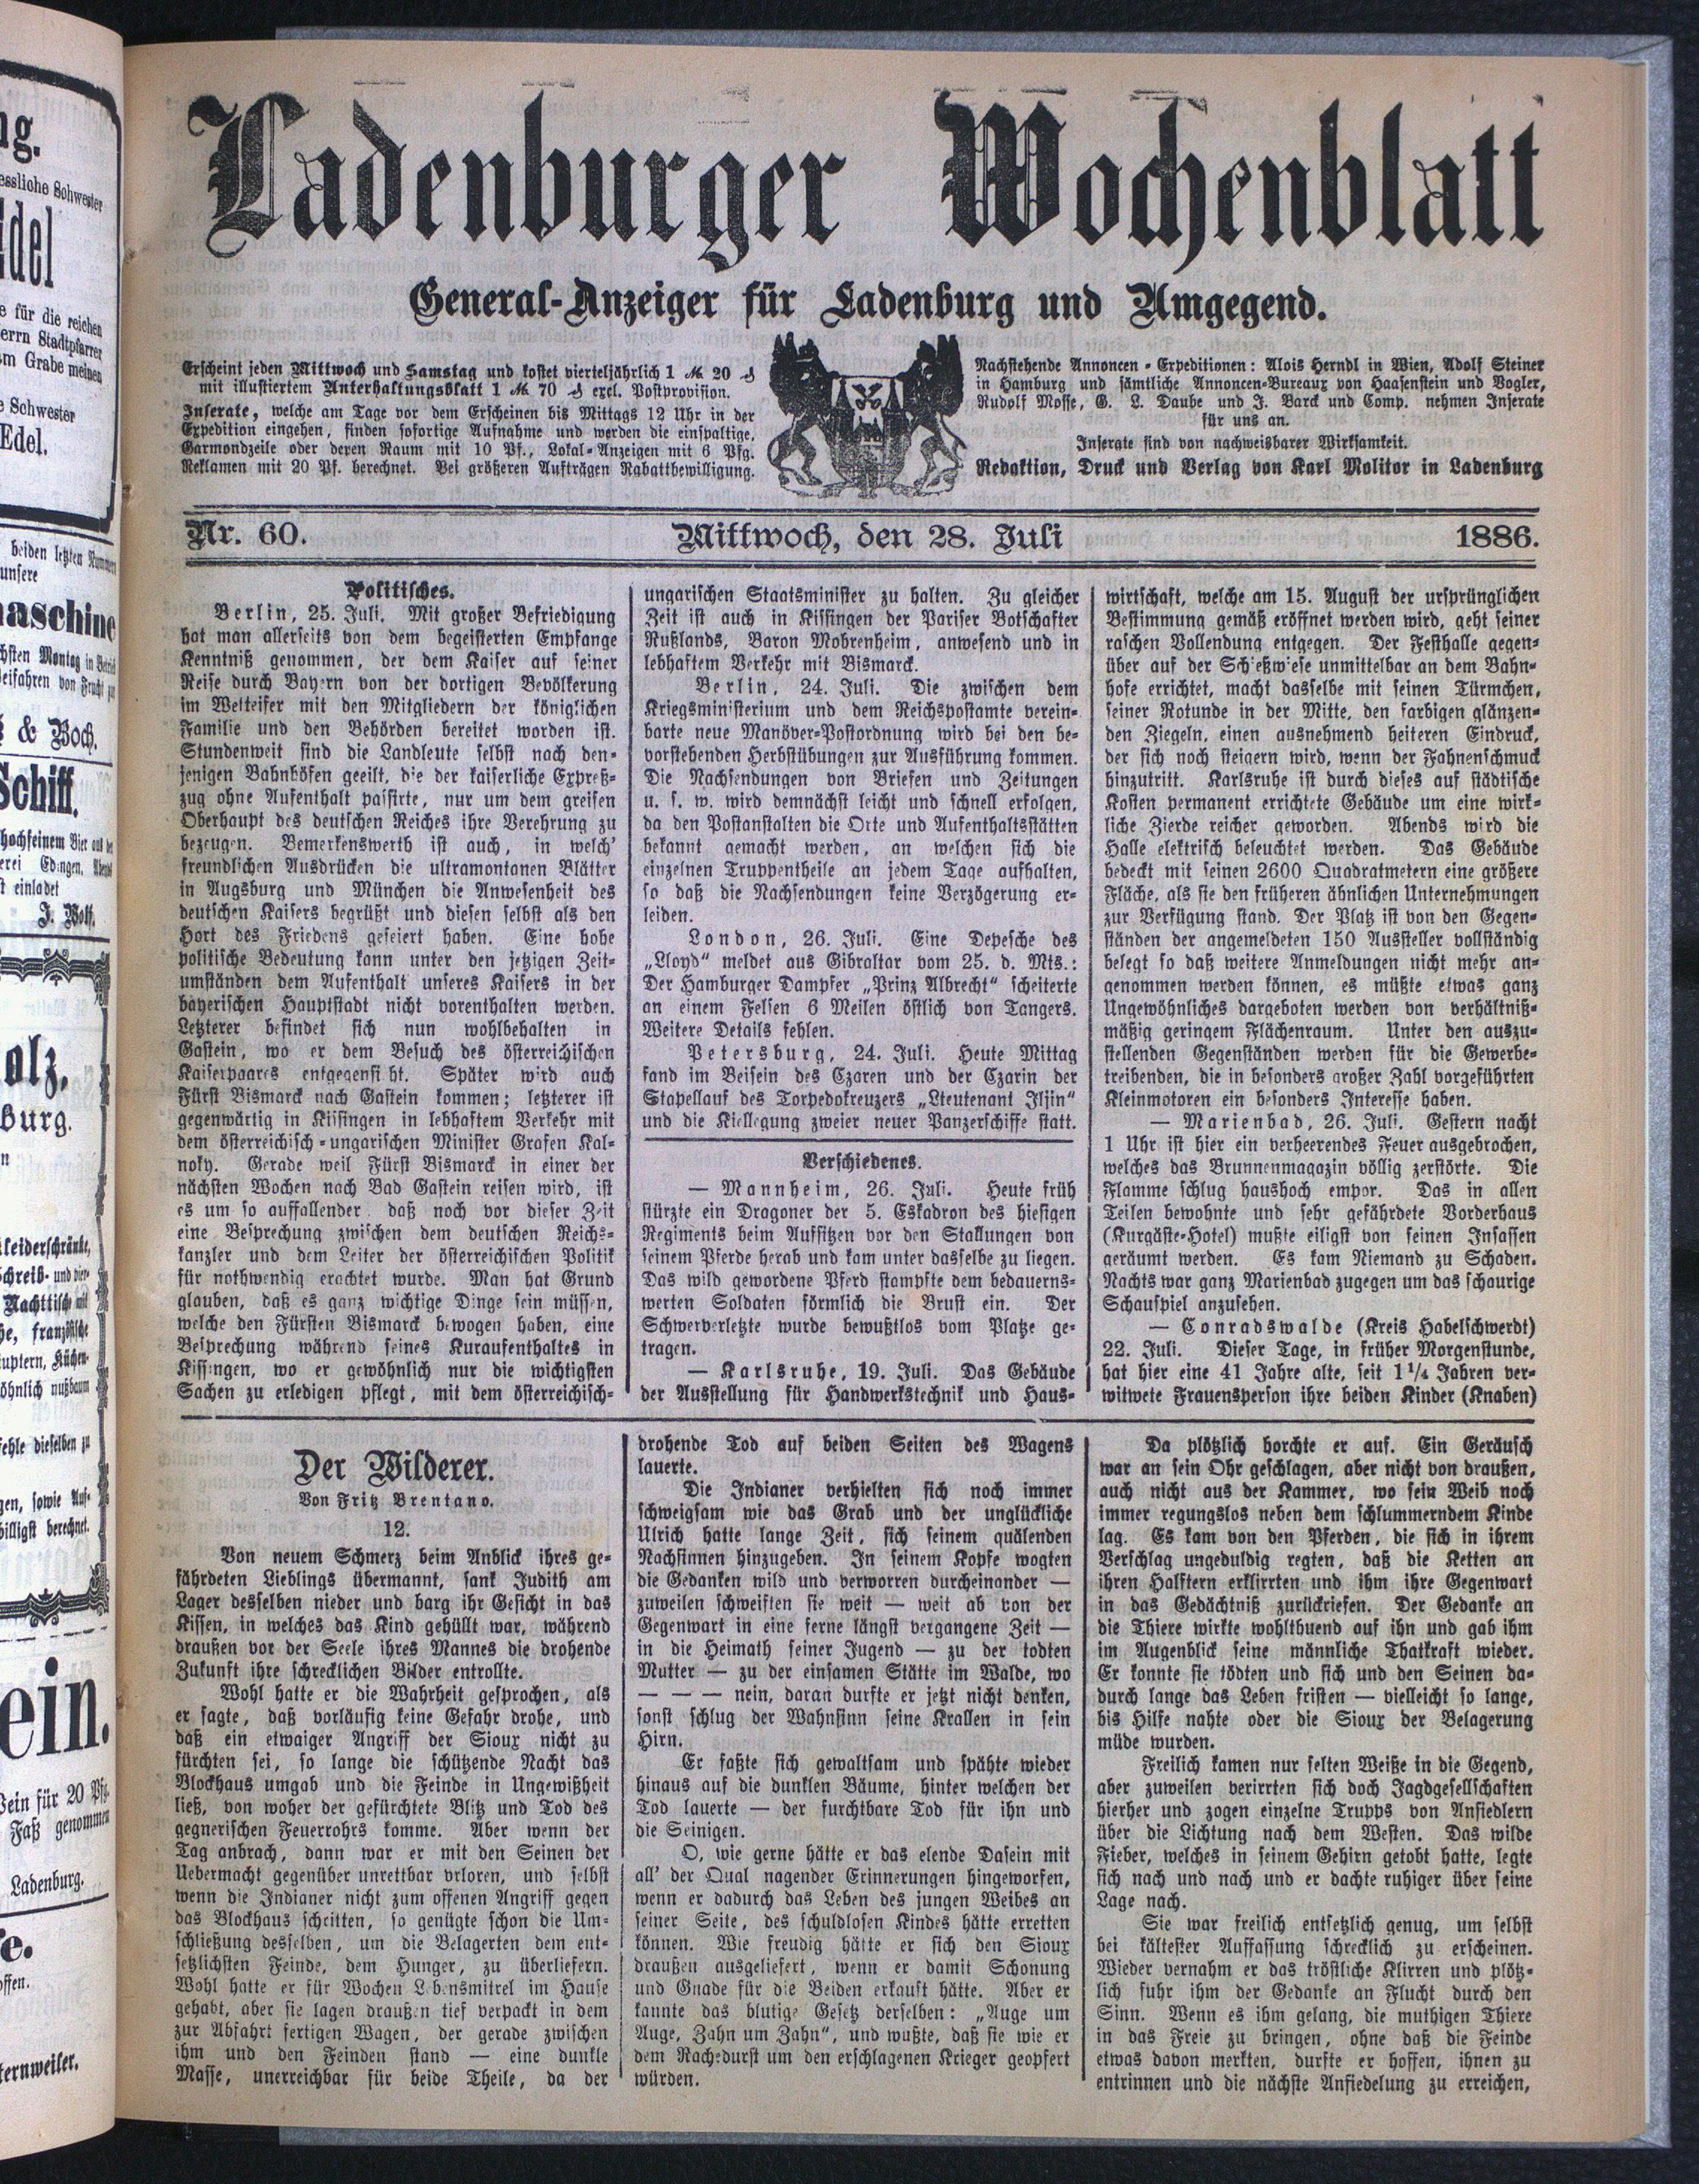 Ladenburger Wochenblatt
General-Anzeiger für Ladenburg und Umgegend.
Erscheint jeden Mittwoch und Samstag und kostet vierteljährlich 1 ℳ 20 ₰
mit illustiertem Unterhaltungsblatt 1 ℳ 70 ₰ exel. Postprovision.
Inserate, welche am Tage vor dem Erscheinen bis Mittags 12 Uhr in der
Expedition eingehen, finden sofortige Aufnahme und werden die einspaltige,
Garmondzeile oder deren Raum mit 10 Pf., Lokal-Anzeigen mit 6 Pfg.
Reklamen mit 20 Pf. berechnet. Bei größeren Aufträgen Rabattbewilligung.
Nachstehende Annoncen-Expeditionen: Alois Herndl in Wien, Adolf Steiner
in Hamburg und sämtliche Annoncen-Bureaux von Haasenstein und Vogler,
Rudolf Mosse, G. L. Daube und J. Barck und Comp. nehmen Inserate
für uns an.
Inserate sind von nachweisbarer Wirksamkeit.
Redaktion, Druck und Verlag von Karl Molitor in Ladenburg
Nr. 60. Mittwoch, den 28. Juli 1886.
Politisches.
Berlin, 25. Juli. Mit großer Befriedigung
hat man allerseits von dem begeisterten Empfange
Kenntniß genommen, der dem Kaiser auf seiner
Reise durch Bayern von der dortigen Bevölkerung
im Wetteifer mit den Mitgliedern der königlichen
Familie und den Behörden bereitet worden ist.
Stundenweit sind die Landleute selbst nach den-
jenigen Bahnhöfen geeilt, die der kaiserliche Expreß-
zug ohne Aufenthalt passirte, nur um dem greisen
Oberhaupt des deutschen Reiches ihre Verehrung zu
bezeugen. Bemerkenswerth ist auch, in welch'
freundlichen Ausdrücken die ultramontanen Blätter
in Augsburg und München die Anwesenheit des
deutschen Kaisers begrüßt und diesen selbst als den
Hort des Friedens gefeiert haben. Eine hohe
politische Bedeutung kann unter den jetzigen Zeit-
umständen dem Aufenthalt unseres Kaisers in der
bayerischen Hauptstadt nicht vorenthalten werden.
Letzterer befindet sich nun wohlbehalten in
Gastein, wo er dem Besuch des österreichischen
Kaiserpaares entgegensieht. Später wird auch
Fürst Bismarck nach Gastein kommen; letzterer ist
gegenwärtig in Kissingen in lebhaftem Verkehr mit
dem österreichisch-ungarischen Minister Grafen Kal-
noky. Gerade weil Fürst Bismarck in einer der
nächsten Wochen nach Bad Gastein reisen wird, ist
es um so auffallender daß noch vor dieser Zeit
eine Besprechung zwischen dem deutschen Reichs-
kanzler und dem Leiter der österreichischen Politik
für nothwendig erachtet wurde. Man hat Grund
glauben, daß es ganz wichtige Dinge sein müssen,
welche den Fürsten Bismarck bewogen haben, eine
Besprechung während seines Kuraufenthaltes in
Kissingen, wo er gewöhnlich nur die wichtigsten
Sachen zu erledigen pflegt, mit dem österreichisch-
ungarischen Staatsminister zu halten. Zu gleicher
Zeit ist auch in Kissingen der Pariser Botschafter
Rußlands, Baron Mohrenheim, anwesend und in
lebhaftem Verkehr mit Bismarck.
Berlin, 24. Juli. Die zwischen dem
Kriegsministerium und dem Reichspostamte verein-
barte neue Manöver-Postordnung wird bei den be-
vorstehenden Herbstübungen zur Ausführung kommen.
Die Nachsendungen von Briefen und Zeitungen
u. s. w. wird demnächst leicht und schnell erfolgen,
da den Postanstalten die Orte und Aufenthaltsstätten
bekannt gemacht werden, an welchen sich die
einzelnen Truppentheile an jedem Tage aufhalten,
so daß die Nachsendungen keine Verzögerung er-
leiden.
London, 26. Juli. Eine Depesche des
„Lloyd“ meldet aus Gibraltar vom 25. d. Mts.:
Der Hamburger Dampfer „Prinz Albrecht“ scheiterte
an einem Felsen 6 Meilen östlich von Tangers.
Weitere Details fehlen.
Petersburg, 24. Juli. Heute Mittag
fand im Beisein des Czaren und der Czarin der
Stapellauf des Torpedokreuzers „Lieutenant Iljin“
und die Kiellegung zweier neuer Panzerschiffe statt.
Verschiedenes.
— Mannheim, 26. Juli. Heute früh
stürzte ein Dragoner der 5. Eskadron des hiesigen
Regiments beim Aufsitzen vor den Stallungen von
seinem Pferde herab und kam unter dasselbe zu liegen.
Das wild gewordene Pferd stampfte dem bedauerns-
werten Soldaten förmlich die Brust ein. Der
Schwerverletzte wurde bewußtlos vom Platze ge-
tragen.
— Karlsruhe, 19. Juli. Das Gebäude
der Ausstellung für Handwerkstechnik und Haus-
wirtschaft, welche am 15. August der ursprünglichen
Bestimmung gemäß eröffnet werden wird, geht seiner
raschen Vollendung entgegen. Der Festhalle gegen-
über auf der Schießwiese unmittelbar an dem Bahn-
hofe errichtet, macht dasselbe mit seinen Türmchen,
seiner Rotunde in der Mitte, den farbigen glänzen-
den Ziegeln, einen ausnehmend heiteren Eindruck,
der sich noch steigern wird, wenn der Fahnenschmuck
hinzutritt. Karlsruhe ist durch dieses auf städtische
Kosten permanent errichtete Gebäude um eine wirk-
liche Zierde reicher geworden. Abends wird die
Halle elektrisch beleuchtet werden. Das Gebäude
bedeckt mit seinen 2600 Quadratmetern eine größere
Fläche, als sie den früheren ähnlichen Unternehmungen
zur Verfügung stand. Der Platz ist von den Gegen-
ständen der angemeldeten 150 Aussteller vollständig
belegt so daß weitere Anmeldungen nicht mehr an-
genommen werden können, es müßte etwas ganz
Ungewöhnliches dargeboten werden von verhältniß-
mäßig geringem Flächenraum. Unter den auszu-
stellenden Gegenständen werden für die Gewerbe-
treibenden, die in besonders großer Zahl vorgeführten
Kleinmotoren ein besonders Interesse haben.
— Marienbad, 26. Juli. Gestern nacht
1 Uhr ist hier ein verheerendes Feuer ausgebrochen,
welches das Brunnenmagazin völlig zerstörte. Die
Flamme schlug haushoch empor. Das in allen
Teilen bewohnte und sehr gefährdete Vorderhaus
(Kurgäste-Hotel) mußte eiligst von seinen Insassen
geräumt werden. Es kam Niemand zu Schaden.
Nachts war ganz Marienbad zugegen um das schaurige
Schauspiel anzusehen.
— Conradswalde (Kreis Habelschwerdt)
22. Juli. Dieser Tage, in früher Morgenstunde,
hat hier eine 41 Jahre alte, seit 1¼ Jahren ver-
witwete Frauensperson ihre beiden Kinder (Knaben)
Der Wilderer.
Von Fritz Brentano.
12.
Von neuem Schmerz beim Anblick ihres ge-
fährdeten Lieblings übermannt, sank Judith am
Lager desselben nieder und barg ihr Gesicht in das
Kissen, in welches das Kind gehüllt war, während
draußen vor der Seele ihres Mannes die drohende
Zukunft ihre schrecklichen Bilder entrollte.
Wohl hatte er die Wahrheit gesprochen, als
er sagte, daß vorläufig keine Gefahr drohe, und
daß ein etwaiger Angriff der Sioux nicht zu
fürchten sei, so lange die schützende Nacht das
Blockhaus umgab und die Feinde in Ungewißheit
ließ, von woher der gefürchtete Blitz und Tod des
gegnerischen Feuerrohrs komme. Aber wenn der
Tag anbrach, dann war er mit den Seinen der
Uebermacht gegenüber unrettbar vrloren, und selbst
wenn die Indianer nicht zum offenen Angriff gegen
das Blockhaus schritten, so genügte schon die Um-
schließung desselben, um die Belagerten dem ent-
setzlichsten Feinde, dem Hunger, zu überliefern.
Wohl hatte er für Wochen Lebensmitrel im Hause
gehabt, aber sie lagen draußen tief verpackt in dem
zur Abfahrt fertigen Wagen, der gerade zwischen
ihm und den Feinden stand — eine dunkle
Masse, unerreichbar für beide Theile, da der
drohende Tod auf beiden Seiten des Wagens
lauerte.
Die Indianer verhielten sich noch immer
schweigsam wie das Grab und der unglückliche
Ulrich hatte lange Zeit, sich seinem quälenden
Nachsinnen hinzugeben. In seinem Kopfe wogten
die Gedanken wild und verworren durcheinander —
zuweilen schweiften sie weit — weit ab von der
Gegenwart in eine ferne längst vergangene Zeit —
in die Heimath seiner Jugend — zu der todten
Mutter — zu der einsamen Stätte im Walde, wo
— — — nein, daran durfte er jetzt nicht denken,
sonst schlug der Wahnsinn seine Krallen in sein
Hirn.
Er faßte sich gewaltsam und spähte wieder
hinaus auf die dunklen Bäume, hinter welchen der
Tod lauerte — der furchtbare Tod für ihn und
die Seinigen.
O, wie gerne hätte er das elende Dasein mit
all' der Qual nagender Erinnerungen hingeworfen,
wenn er dadurch das Leben des jungen Weibes an
seiner Seite, des schuldlosen Kindes hätte erretten
können. Wie freudig hätte er sich den Sioux
draußen ausgeliefert, wenn er damit Schonung
und Gnade für die Beiden erkauft hätte. Aber er
kannte das blutige Gesetz derselben: „Auge um
Auge, Zahn um Zahn“, und wußte, daß sie wie er
dem Rachedurst um den erschlagenen Krieger geopfert
würden.
Da plötzlich horchte er auf. Ein Geräusch
war an sein Ohr geschlagen, aber nicht von draußen,
auch nicht aus der Kammer, wo sein Weib noch
immer regungslos neben dem schlummerndem Kinde
lag. Es kam von den Pferden, die sich in ihrem
Verschlag ungeduldig regten, daß die Ketten an
ihren Halftern erklirrten und ihm ihre Gegenwart
in das Gedächtniß zurückriefen. Der Gedanke an
die Thiere wirkte wohlthuend auf ihn und gab ihm
im Augenblick seine männliche Thatkraft wieder.
Er konnte sie tödten und sich und den Seinen da-
durch lange das Leben fristen — vielleicht so lange,
bis Hilfe nahte oder die Sioux der Belagerung
müde wurden.
Freilich kamen nur selten Weiße in die Gegend,
aber zuweilen verirrten sich doch Jagdgesellschaften
hierher und zogen einzelne Trupps von Ansiedlern
über die Lichtung nach dem Westen. Das wilde
Fieber, welches in seinem Gehirn getobt hatte, legte
sich nach und nach und er dachte ruhiger über seine
Lage nach.
Sie war freilich entsetzlich genug, um selbst
bei kältester Auffassung schrecklich zu erscheinen.
Wieder vernahm er das tröstliche Klirren und plötz-
lich fuhr ihm der Gedanke an Flucht durch den
Sinn. Wenn es ihm gelang, die muthigen Thiere
in das Freie zu bringen, ohne daß die Feinde
etwas davon merkten, durfte er hoffen, ihnen zu
entrinnen und die nächste Ansiedelung zu erreichen,